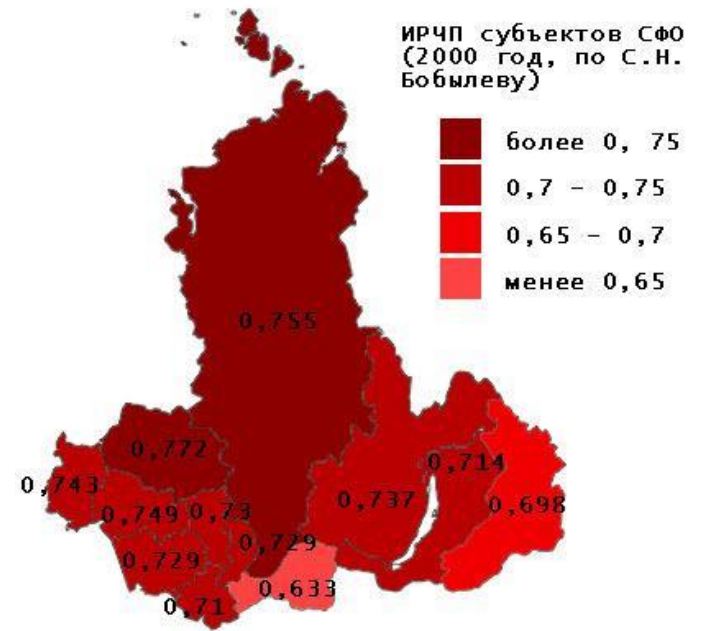 ИРЧП субъектов СФО
(2000 год, по С.Н.
Бобылеву)
более 0, 75
0,7 – 0,75
0,65 – 0,7
менее 0,65
0,755
0,772
0,714
0,743
0,737
0,698
0,749
0,73
0,729
0,729
0,633
0,71